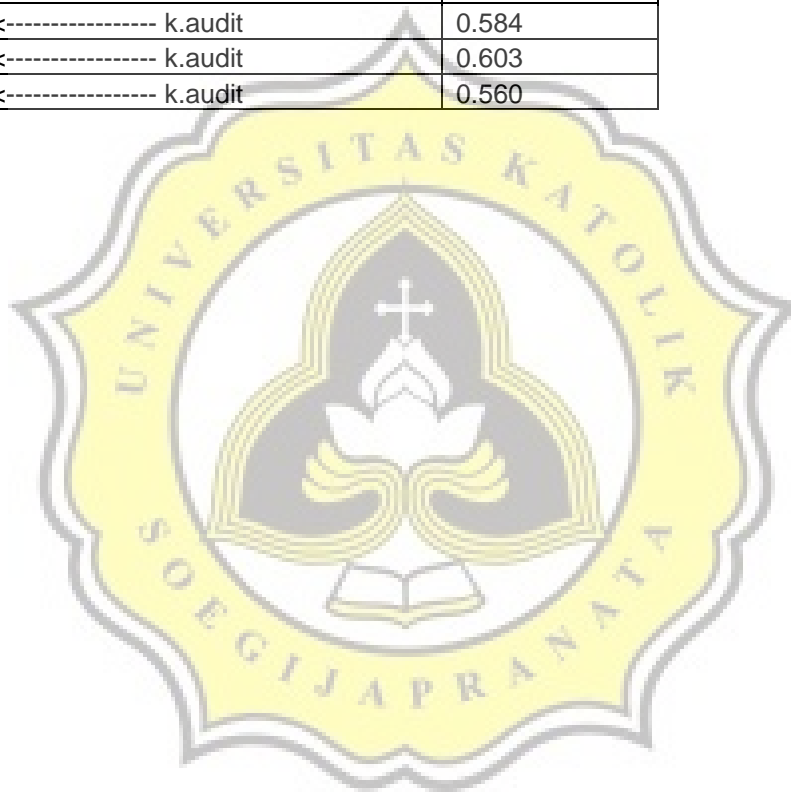 <----------------- k.audit 0.584
<----------------- k.audit 0.603
<----------------- k.audit 0.560
UNIVERSITAS KATOLIK
SOEGIJAPRANATA